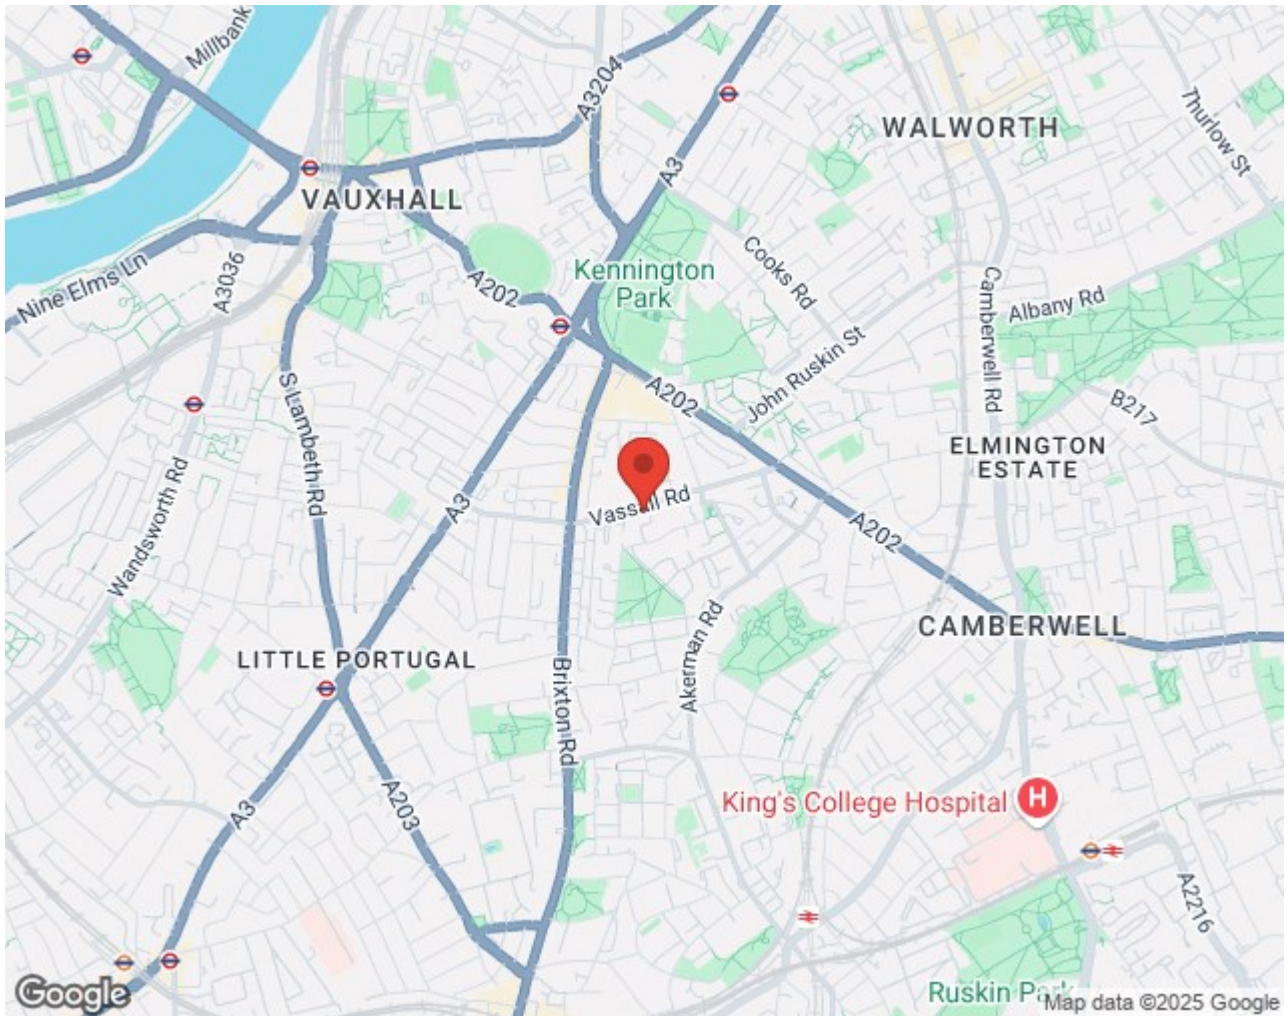 Millbank
A3204
WALWORTH
Thurlow St
A3
VAUXHALL
Nine Elms Ln
A3036
A202
Kennington
Park
Cooks Rd
Camberwell Rd
Albany Rd
John Ruskin St
S Lambeth Rd
A202
B217
ELMINGTON
ESTATE
Wandsworth Rd
A3
Vassall Rd
A202
CAMBERWELL
LITTLE PORTUGAL
Akerman Rd
Brixton Rd
A3
A203
King's College Hospital
H
A2216
Ruskin Park
Google
Map data ©2025 Google